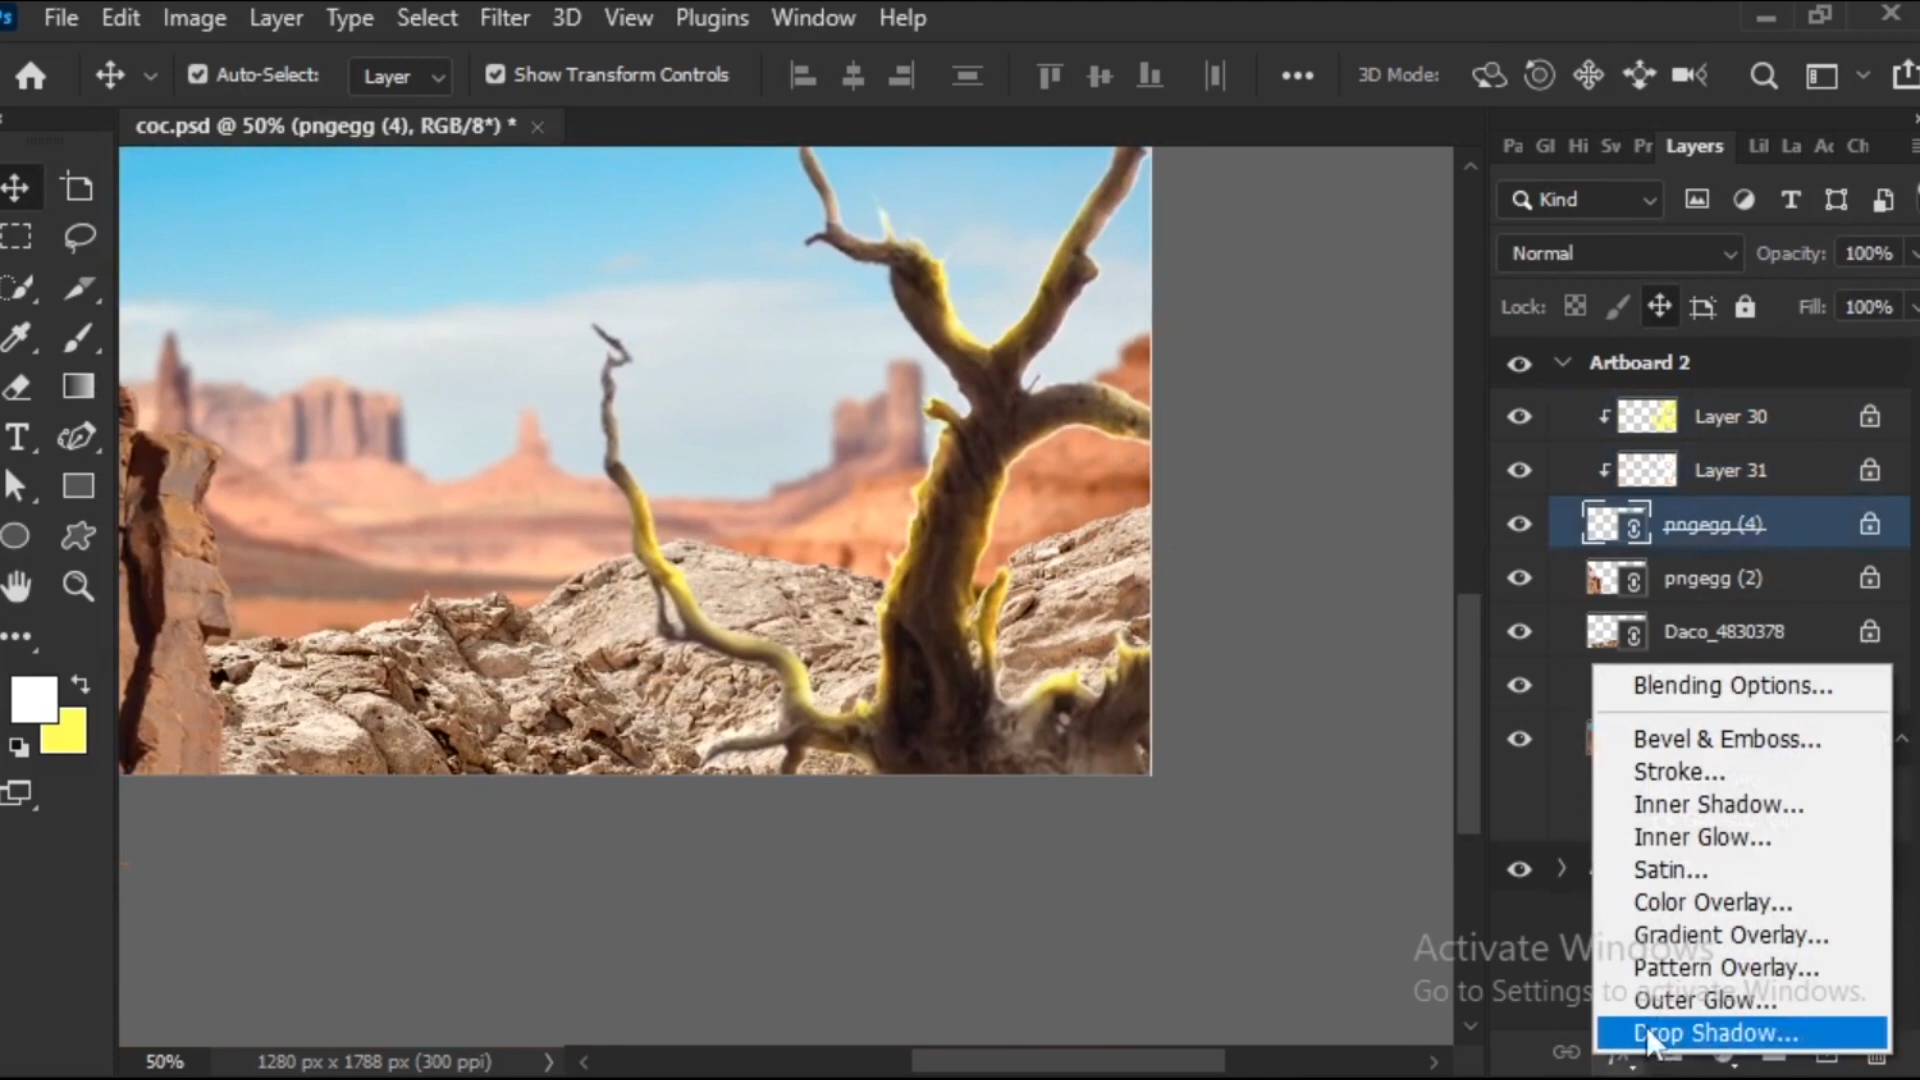 File Edit Image Layer Type Select Filter 3D View Plugins Window Help
Auto-Select: Layer Show Transform Controls 3D Mode:
coc.psd @ 50% (pngegg (4), RGB/8*) *
Pa Gl Hi Sw Pr Layers Lil La Ac Ch
Kind
Normal Opacity: 100%
Lock: Fill: 100%
Artboard 2
Layer 30
Layer 31
pngegg (4)
pngegg (2)
Daco_4830378
Blending Options...
Bevel & Emboss...
Stroke...
Inner Shadow...
Inner Glow...
Satin...
Color Overlay...
Gradient Overlay...
Pattern Overlay...
Outer Glow...
Drop Shadow...
Activate Windows
Go to Settings to activate Windows.
50% 1280 px x 1788 px (300 ppi)